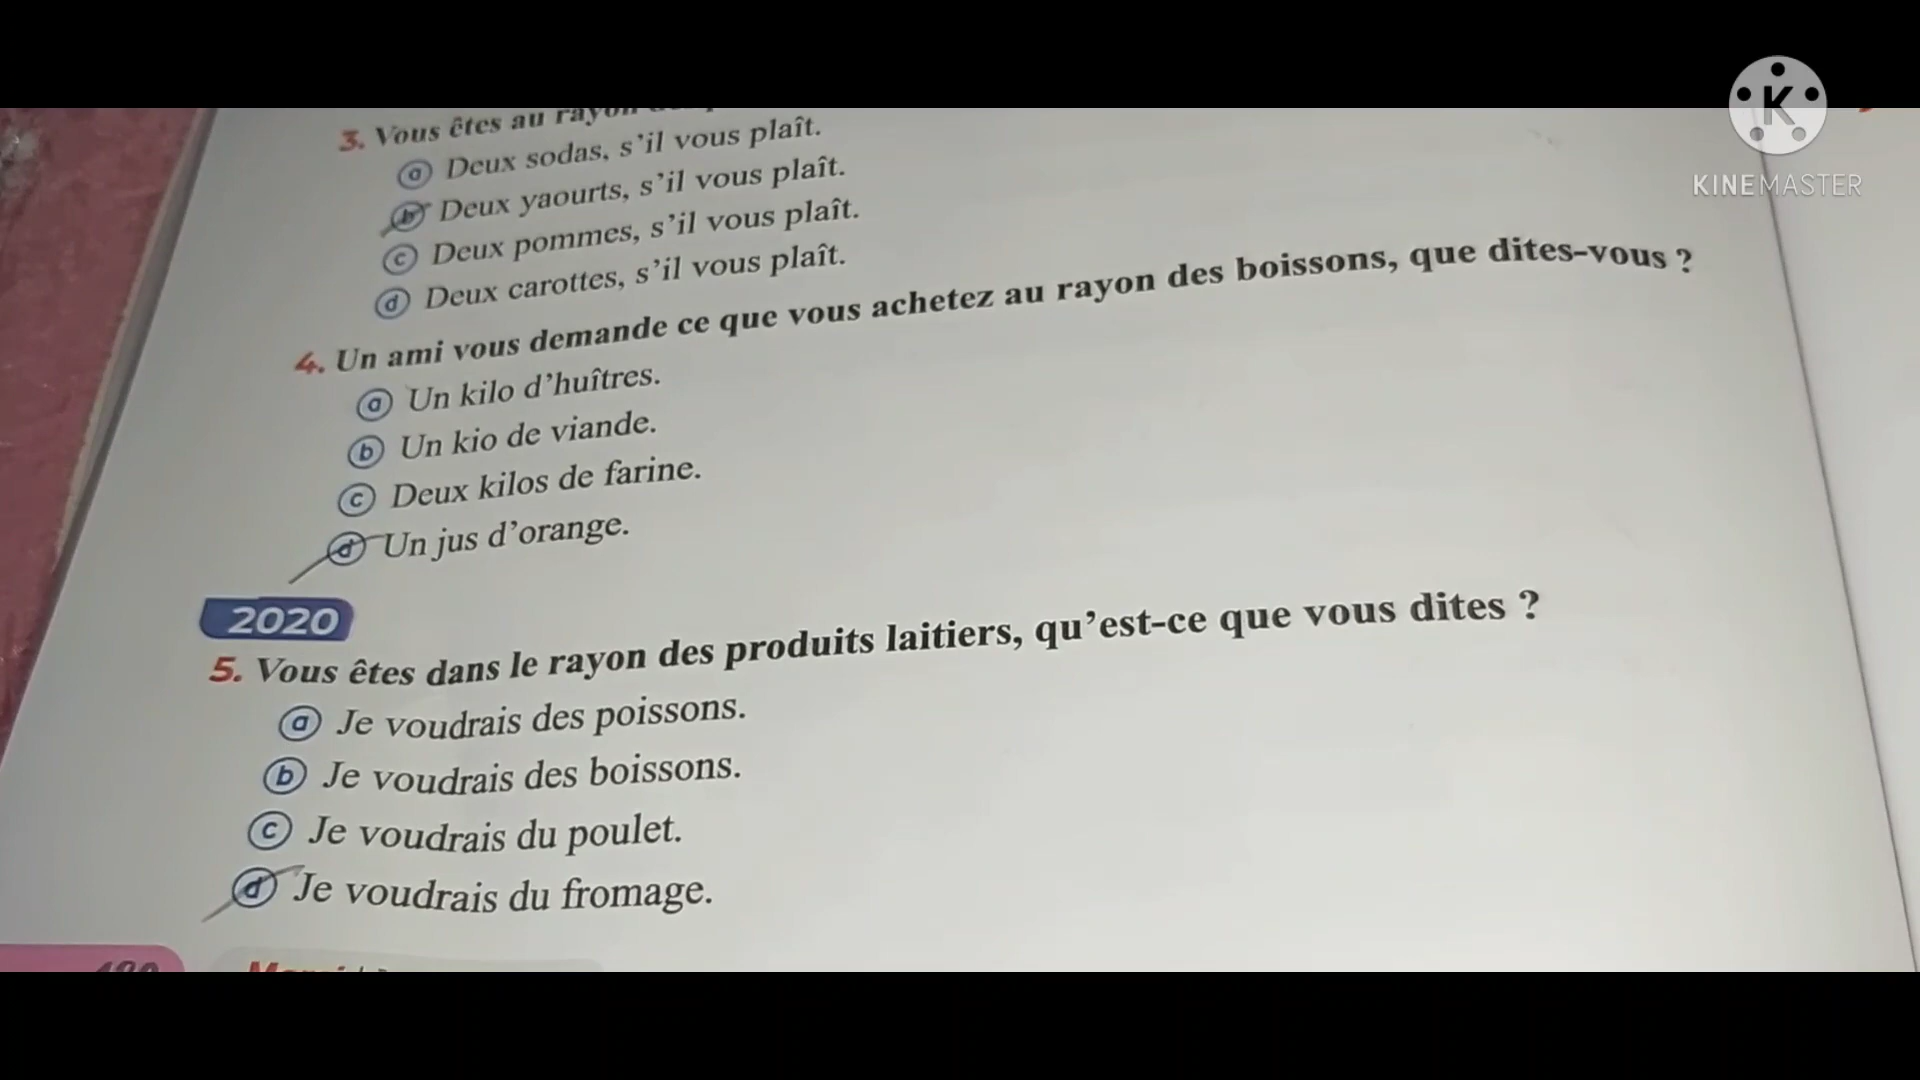 KINEMASTER
3. Vous êtes au rayon
a Deux sodas, s'il vous plaît.
b Deux yaourts, s'il vous plaît.
c Deux pommes, s'il vous plaît.
d Deux carottes, s'il vous plaît.
4. Un ami vous demande ce que vous achetez au rayon des boissons, que dites-vous ?
a Un kilo d'huîtres.
b Un kio de viande.
c Deux kilos de farine.
d Un jus d'orange.
2020
5. Vous êtes dans le rayon des produits laitiers, qu'est-ce que vous dites ?
a Je voudrais des poissons.
b Je voudrais des boissons.
c Je voudrais du poulet.
d Je voudrais du fromage.